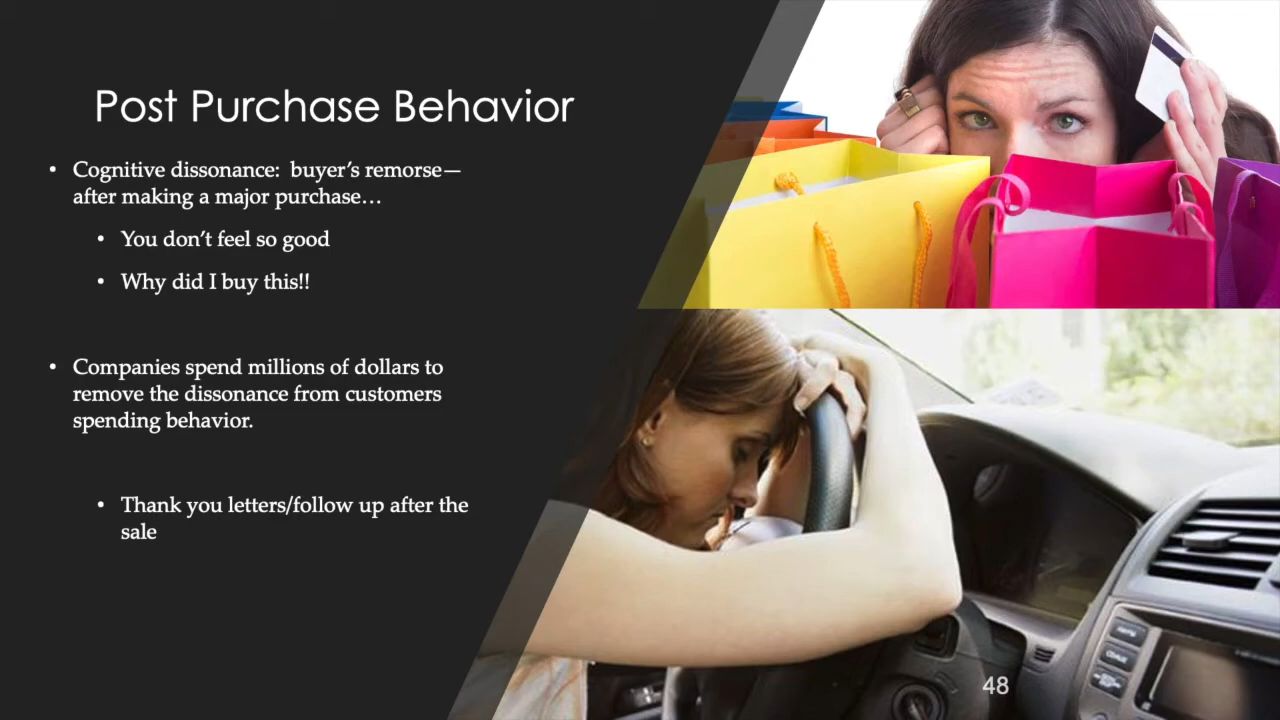 Post Purchase Behavior
• Cognitive dissonance:  buyer’s remorse—
after making a major purchase…
• You don’t feel so good
• Why did I buy this!!
• Companies spend millions of dollars to
remove the dissonance from customers
spending behavior.
• Thank you letters/follow up after the
sale
48